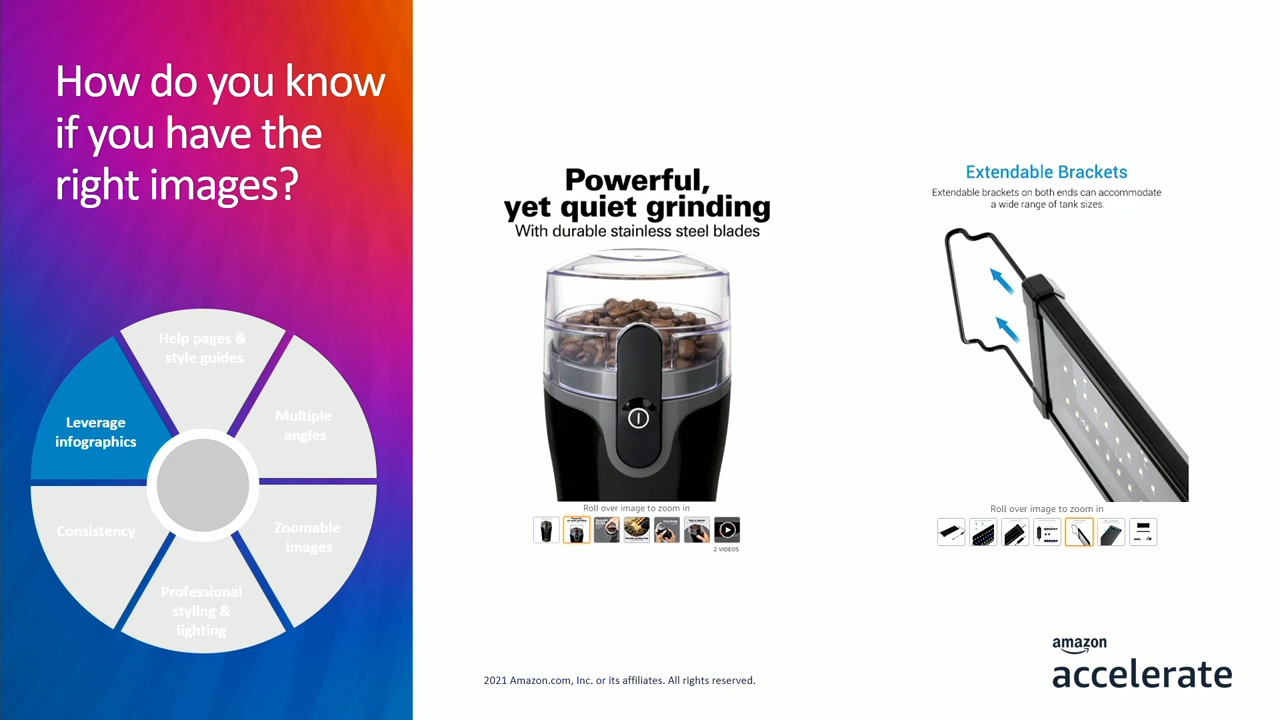 How do you know
if you have the
right images?
Help pages &
style guides
Multiple
angles
Zoomable
images
Professional
styling &
lighting
Consistency
Leverage
infographics
Powerful,
yet quiet grinding
With durable stainless steel blades
Roll over image to zoom in
2 VIDEOS
Extendable Brackets
Extendable brackets on both ends can accommodate
a wide range of tank sizes.
Roll over image to zoom in
2021 Amazon.com, Inc. or its affiliates. All rights reserved.
amazon
accelerate